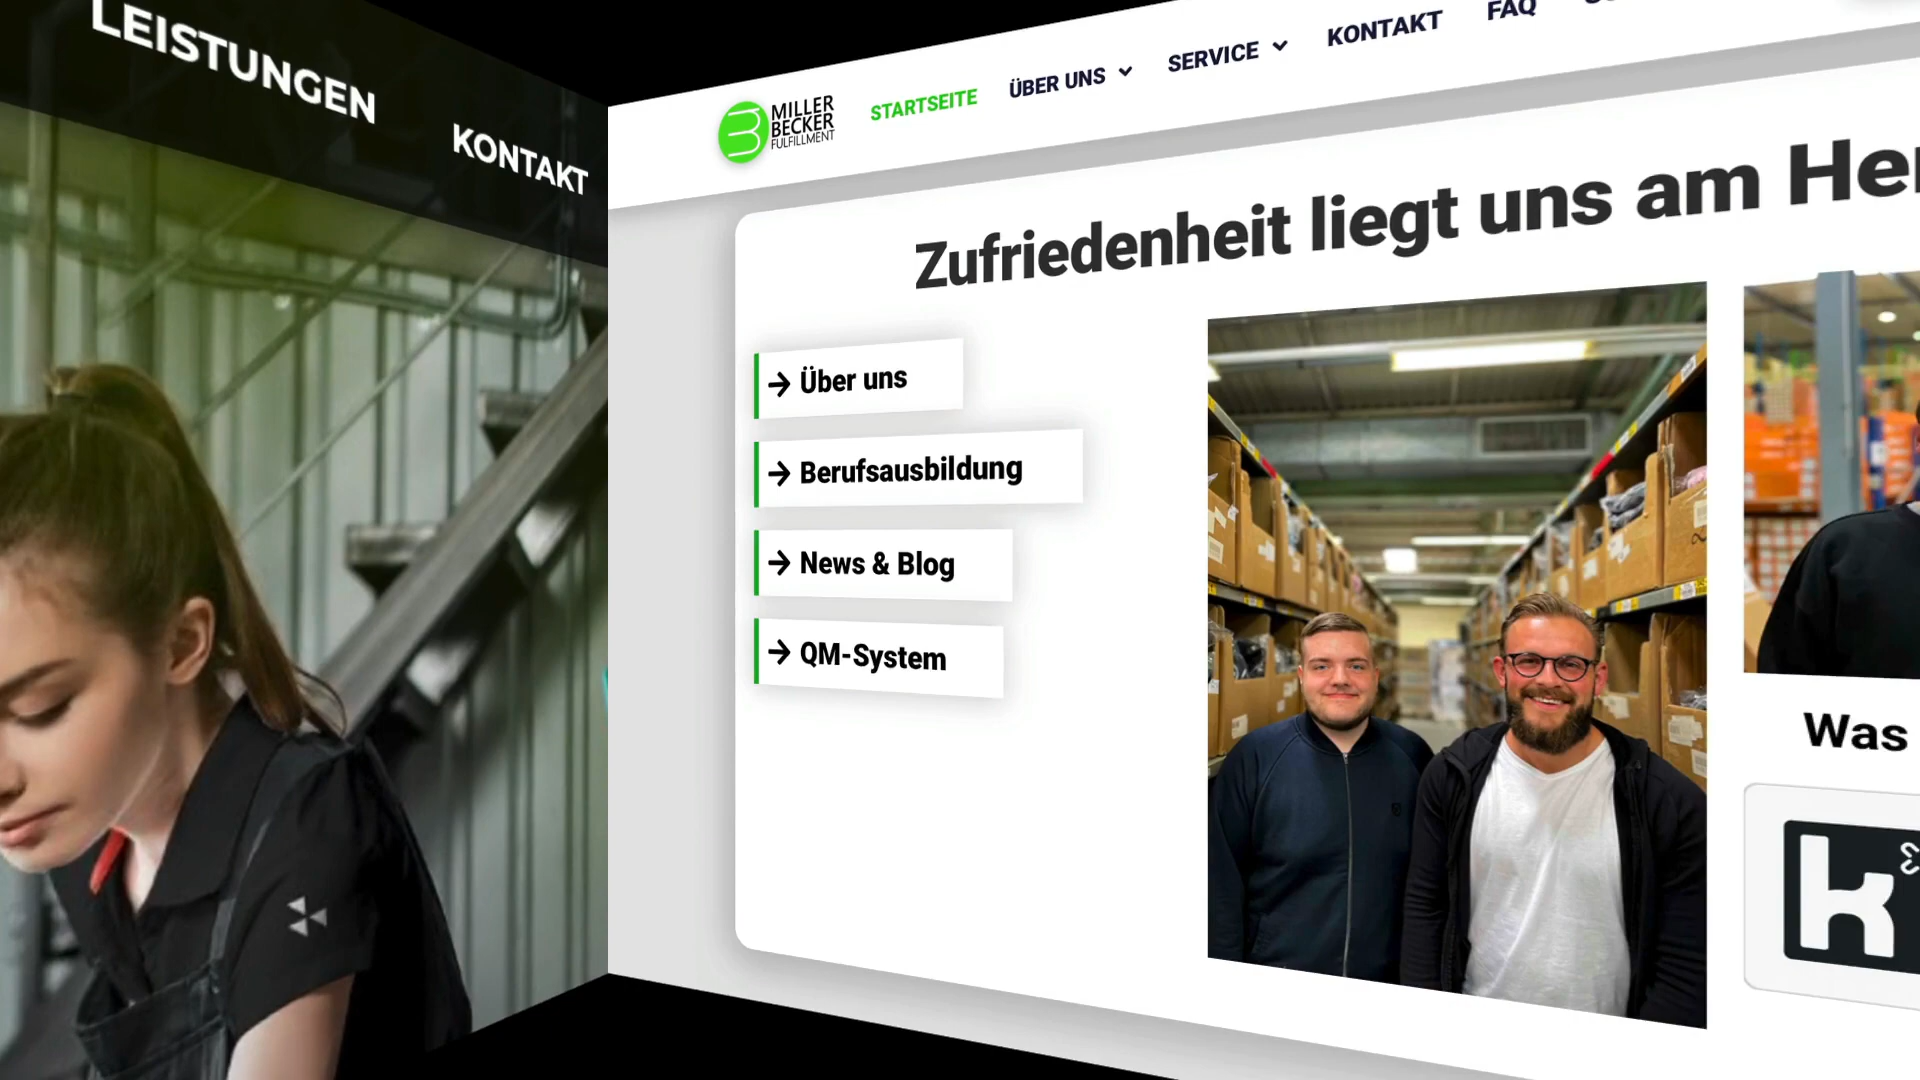 LEISTUNGEN
KONTAKT
MILLER
BECKER
FULFILLMENT
STARTSEITE
ÜBER UNS
SERVICE
KONTAKT
FAQ
Zufriedenheit liegt uns am
Über uns
Berufsausbildung
News & Blog
QM-System
Was
k